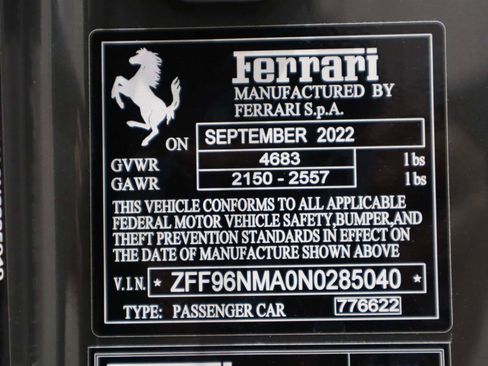 Ferrari
MANUFACTURED BY
FERRARI S.p.A.
ON SEPTEMBER 2022
GVWR 4683 lbs
GAWR 2150 - 2557 lbs
THIS VEHICLE CONFORMS TO ALL APPLICABLE
FEDERAL MOTOR VEHICLE SAFETY,BUMPER,AND
THEFT PREVENTION STANDARDS IN EFFECT ON
THE DATE OF MANUFACTURE SHOWN ABOVE
V.I.N. * ZFF96NMA0N0285040 *
TYPE: PASSENGER CAR 776622